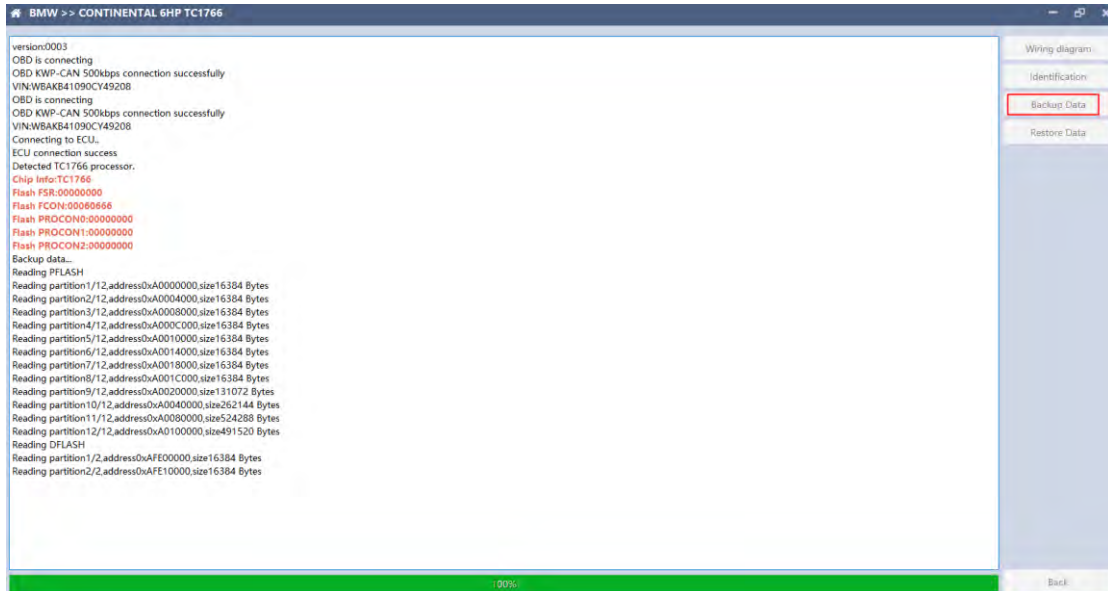 BMW >> CONTINENTAL 6HP TC1766
version:0003
OBD is connecting
OBD KWP-CAN 500kbps connection successfully
VIN:WBAKB41090CY49208
OBD is connecting
OBD KWP-CAN 500kbps connection successfully
VIN:WBAKB41090CY49208
Connecting to ECU..
ECU connection success
Detected TC1766 processor.
Chip Info:TC1766
Flash FSR:00000000
Flash FCON:00060666
Flash PROCON0:00000000
Flash PROCON1:00000000
Flash PROCON2:00000000
Backup data...
Reading PFLASH
Reading partition1/12,address0xA0000000,size16384 Bytes
Reading partition2/12,address0xA0004000,size16384 Bytes
Reading partition3/12,address0xA0008000,size16384 Bytes
Reading partition4/12,address0xA000C000,size16384 Bytes
Reading partition5/12,address0xA0010000,size16384 Bytes
Reading partition6/12,address0xA0014000,size16384 Bytes
Reading partition7/12,address0xA0018000,size16384 Bytes
Reading partition8/12,address0xA001C000,size16384 Bytes
Reading partition9/12,address0xA0020000,size131072 Bytes
Reading partition10/12,address0xA0040000,size262144 Bytes
Reading partition11/12,address0xA0080000,size524288 Bytes
Reading partition12/12,address0xA0100000,size491520 Bytes
Reading DFLASH
Reading partition1/2,address0xAFE00000,size16384 Bytes
Reading partition2/2,address0xAFE10000,size16384 Bytes
100%
Wiring diagram
Identification
Backup Data
Restore Data
Back